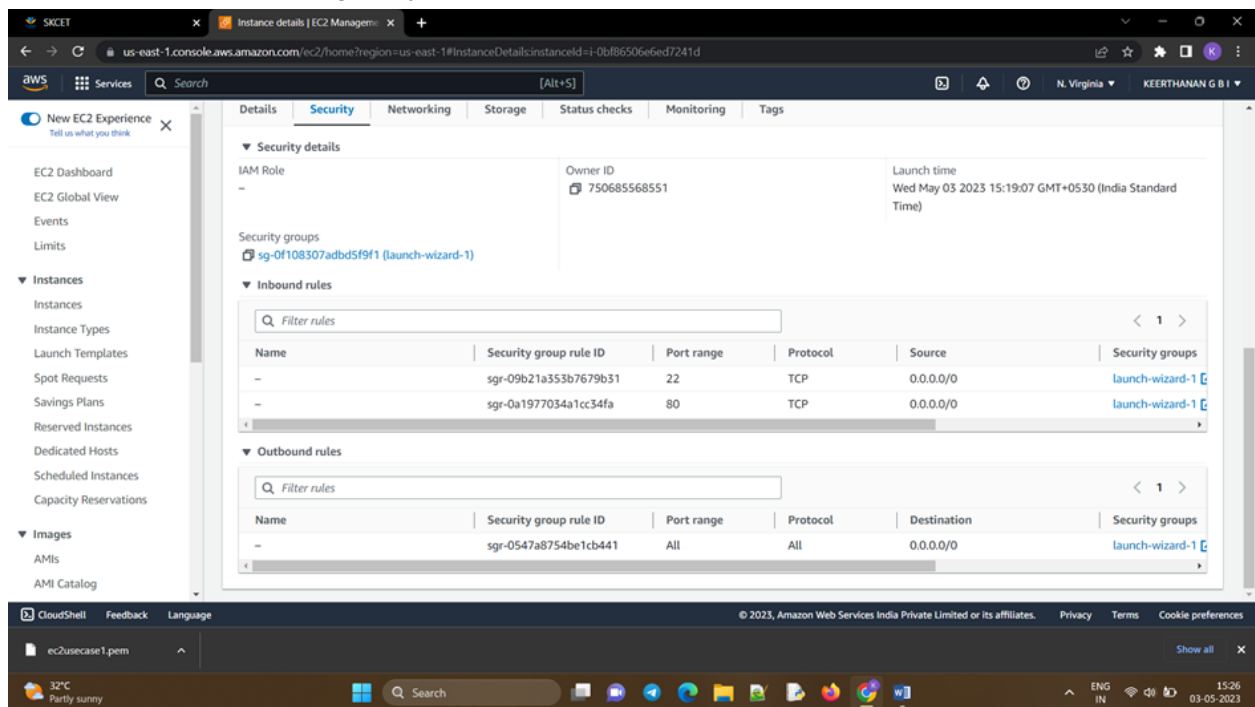 SKCET
Instance details | EC2 Manageme
us-east-1.console.aws.amazon.com/ec2/home?region=us-east-1#InstanceDetails:instanceId=i-0bf86506e6ed7241d
K
aws Services Search [Alt+S] N. Virginia KEERTHANAN G B I
New EC2 Experience
Tell us what you think
EC2 Dashboard
EC2 Global View
Events
Limits
Instances
Instances
Instance Types
Launch Templates
Spot Requests
Savings Plans
Reserved Instances
Dedicated Hosts
Scheduled Instances
Capacity Reservations
Images
AMIs
AMI Catalog
Details Security Networking Storage Status checks Monitoring Tags
Security details
IAM Role Owner ID Launch time
– 750685568551 Wed May 03 2023 15:19:07 GMT+0530 (India Standard
Time)
Security groups
sg-0f108307adbd5f9f1 (launch-wizard-1)
Inbound rules
Filter rules
1
Name Security group rule ID Port range Protocol Source Security groups
– sgr-09b21a353b7679b31 22 TCP 0.0.0.0/0 launch-wizard-1
– sgr-0a1977034a1cc34fa 80 TCP 0.0.0.0/0 launch-wizard-1
Outbound rules
Filter rules
1
Name Security group rule ID Port range Protocol Destination Security groups
– sgr-0547a8754be1cb441 All All 0.0.0.0/0 launch-wizard-1
CloudShell Feedback Language © 2023, Amazon Web Services India Private Limited or its affiliates. Privacy Terms Cookie preferences
ec2usecase1.pem Show all
32°C
Partly sunny
Search
ENG
IN
15:26
03-05-2023